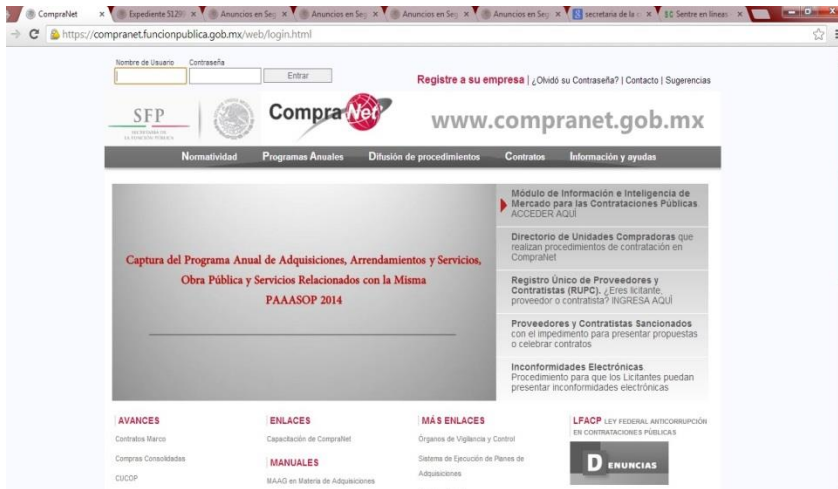 CompraNet
Expediente 5129
Anuncios en Seg
Anuncios en Seg
Anuncios en Seg
Anuncios en Seg
secretaria de la
Sentre en líneas
https://compranet.funcionpublica.gob.mx/web/login.html
Nombre de Usuario Contraseña
Entrar
Registre a su empresa | ¿Olvidó su Contraseña? | Contacto | Sugerencias
SFP
SECRETARÍA DE
LA FUNCIÓN PÚBLICA
CompraNet
www.compranet.gob.mx
Normatividad Programas Anuales Difusión de procedimientos Contratos Información y ayudas
Captura del Programa Anual de Adquisiciones, Arrendamientos y Servicios,
Obra Pública y Servicios Relacionados con la Misma
PAAASOP 2014
Módulo de Información e Inteligencia de
Mercado para las Contrataciones Públicas
ACCEDER AQUÍ
Directorio de Unidades Compradoras que
realizan procedimientos de contratación en
CompraNet
Registro Único de Proveedores y
Contratistas (RUPC). ¿Eres licitante,
proveedor o contratista? INGRESA AQUÍ
Proveedores y Contratistas Sancionados
con el impedimento para presentar propuestas
o celebrar contratos
Inconformidades Electrónicas
Procedimiento para que los Licitantes puedan
presentar inconformidades electrónicas
AVANCES
Contratos Marco
Compras Consolidadas
CUCOP
ENLACES
Capacitación de CompraNet
MANUALES
MAAG en Materia de Adquisiciones
MÁS ENLACES
Órganos de Vigilancia y Control
Sistema de Ejecución de Planes de
Adquisiciones
LFACP LEY FEDERAL ANTICORRUPCIÓN
EN CONTRATACIONES PÚBLICAS
DENUNCIAS